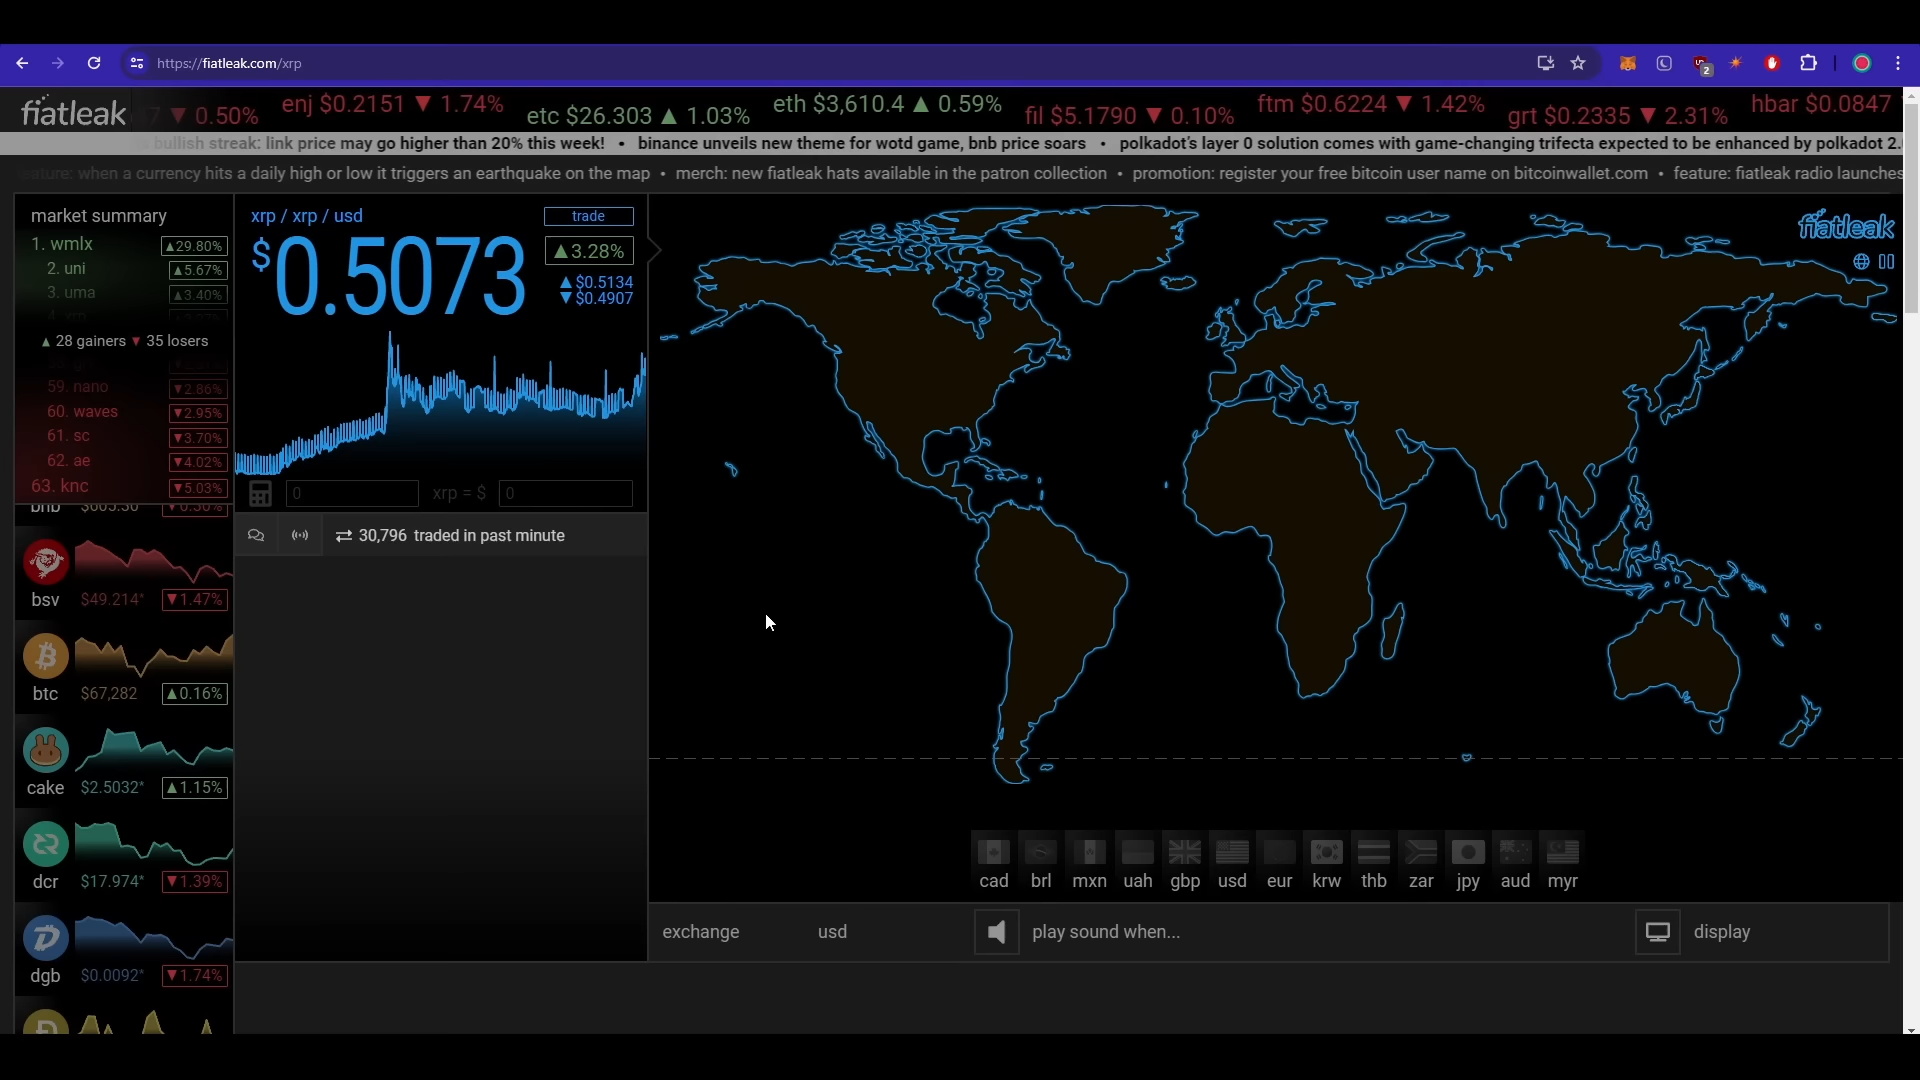 https://fiatleak.com/xrp
2
fiatleak
7 ▼ 0.50% enj $0.2151 ▼ 1.74% etc $26.303 ▲ 1.03% eth $3,610.4 ▲ 0.59% fil $5.1790 ▼ 0.10% ftm $0.6224 ▼ 1.42% grt $0.2335 ▼ 2.31% hbar $0.0847
bullish streak: link price may go higher than 20% this week! • binance unveils new theme for wotd game, bnb price soars • polkadot's layer 0 solution comes with game-changing trifecta expected to be enhanced by polkadot 2.
feature: when a currency hits a daily high or low it triggers an earthquake on the map • merch: new fiatleak hats available in the patron collection • promotion: register your free bitcoin user name on bitcoinwallet.com • feature: fiatleak radio launches
market summary
1. wmlx ▲29.80%
2. uni ▲5.67%
3. uma ▲3.40%
4. xrp
▲ 28 gainers ▼ 35 losers
59. nano ▼2.86%
60. waves ▼2.95%
61. sc ▼3.70%
62. ae ▼4.02%
63. knc ▼5.03%
bnb $605.30 ▼0.30%
bsv $49.214* ▼1.47%
btc $67,282 ▲0.16%
cake $2.5032* ▲1.15%
dcr $17.974* ▼1.39%
dgb $0.0092* ▼1.74%
xrp / xrp / usd
trade
$0.5073
▲3.28%
▲$0.5134
▼$0.4907
0 xrp = $ 0
30,796 traded in past minute
fiatleak
cad brl mxn uah gbp usd eur krw thb zar jpy aud myr
exchange usd play sound when... display